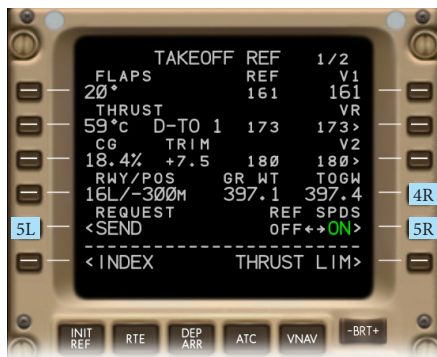 TAKEOFF REF 1/2
FLAPS REF V1
20° 161 161
THRUST VR
59°C D-TO 1 173 173>
CG TRIM V2
18.4% +7.5 180 180>
RWY/POS GR WT TOGW
16L/-300M 397.1 397.4
4R
REQUEST REF SPDS
5L <SEND OFF←→ON> 5R
<INDEX THRUST LIM>
INIT REF
RTE
DEP ARR
ATC
VNAV
-BRT+